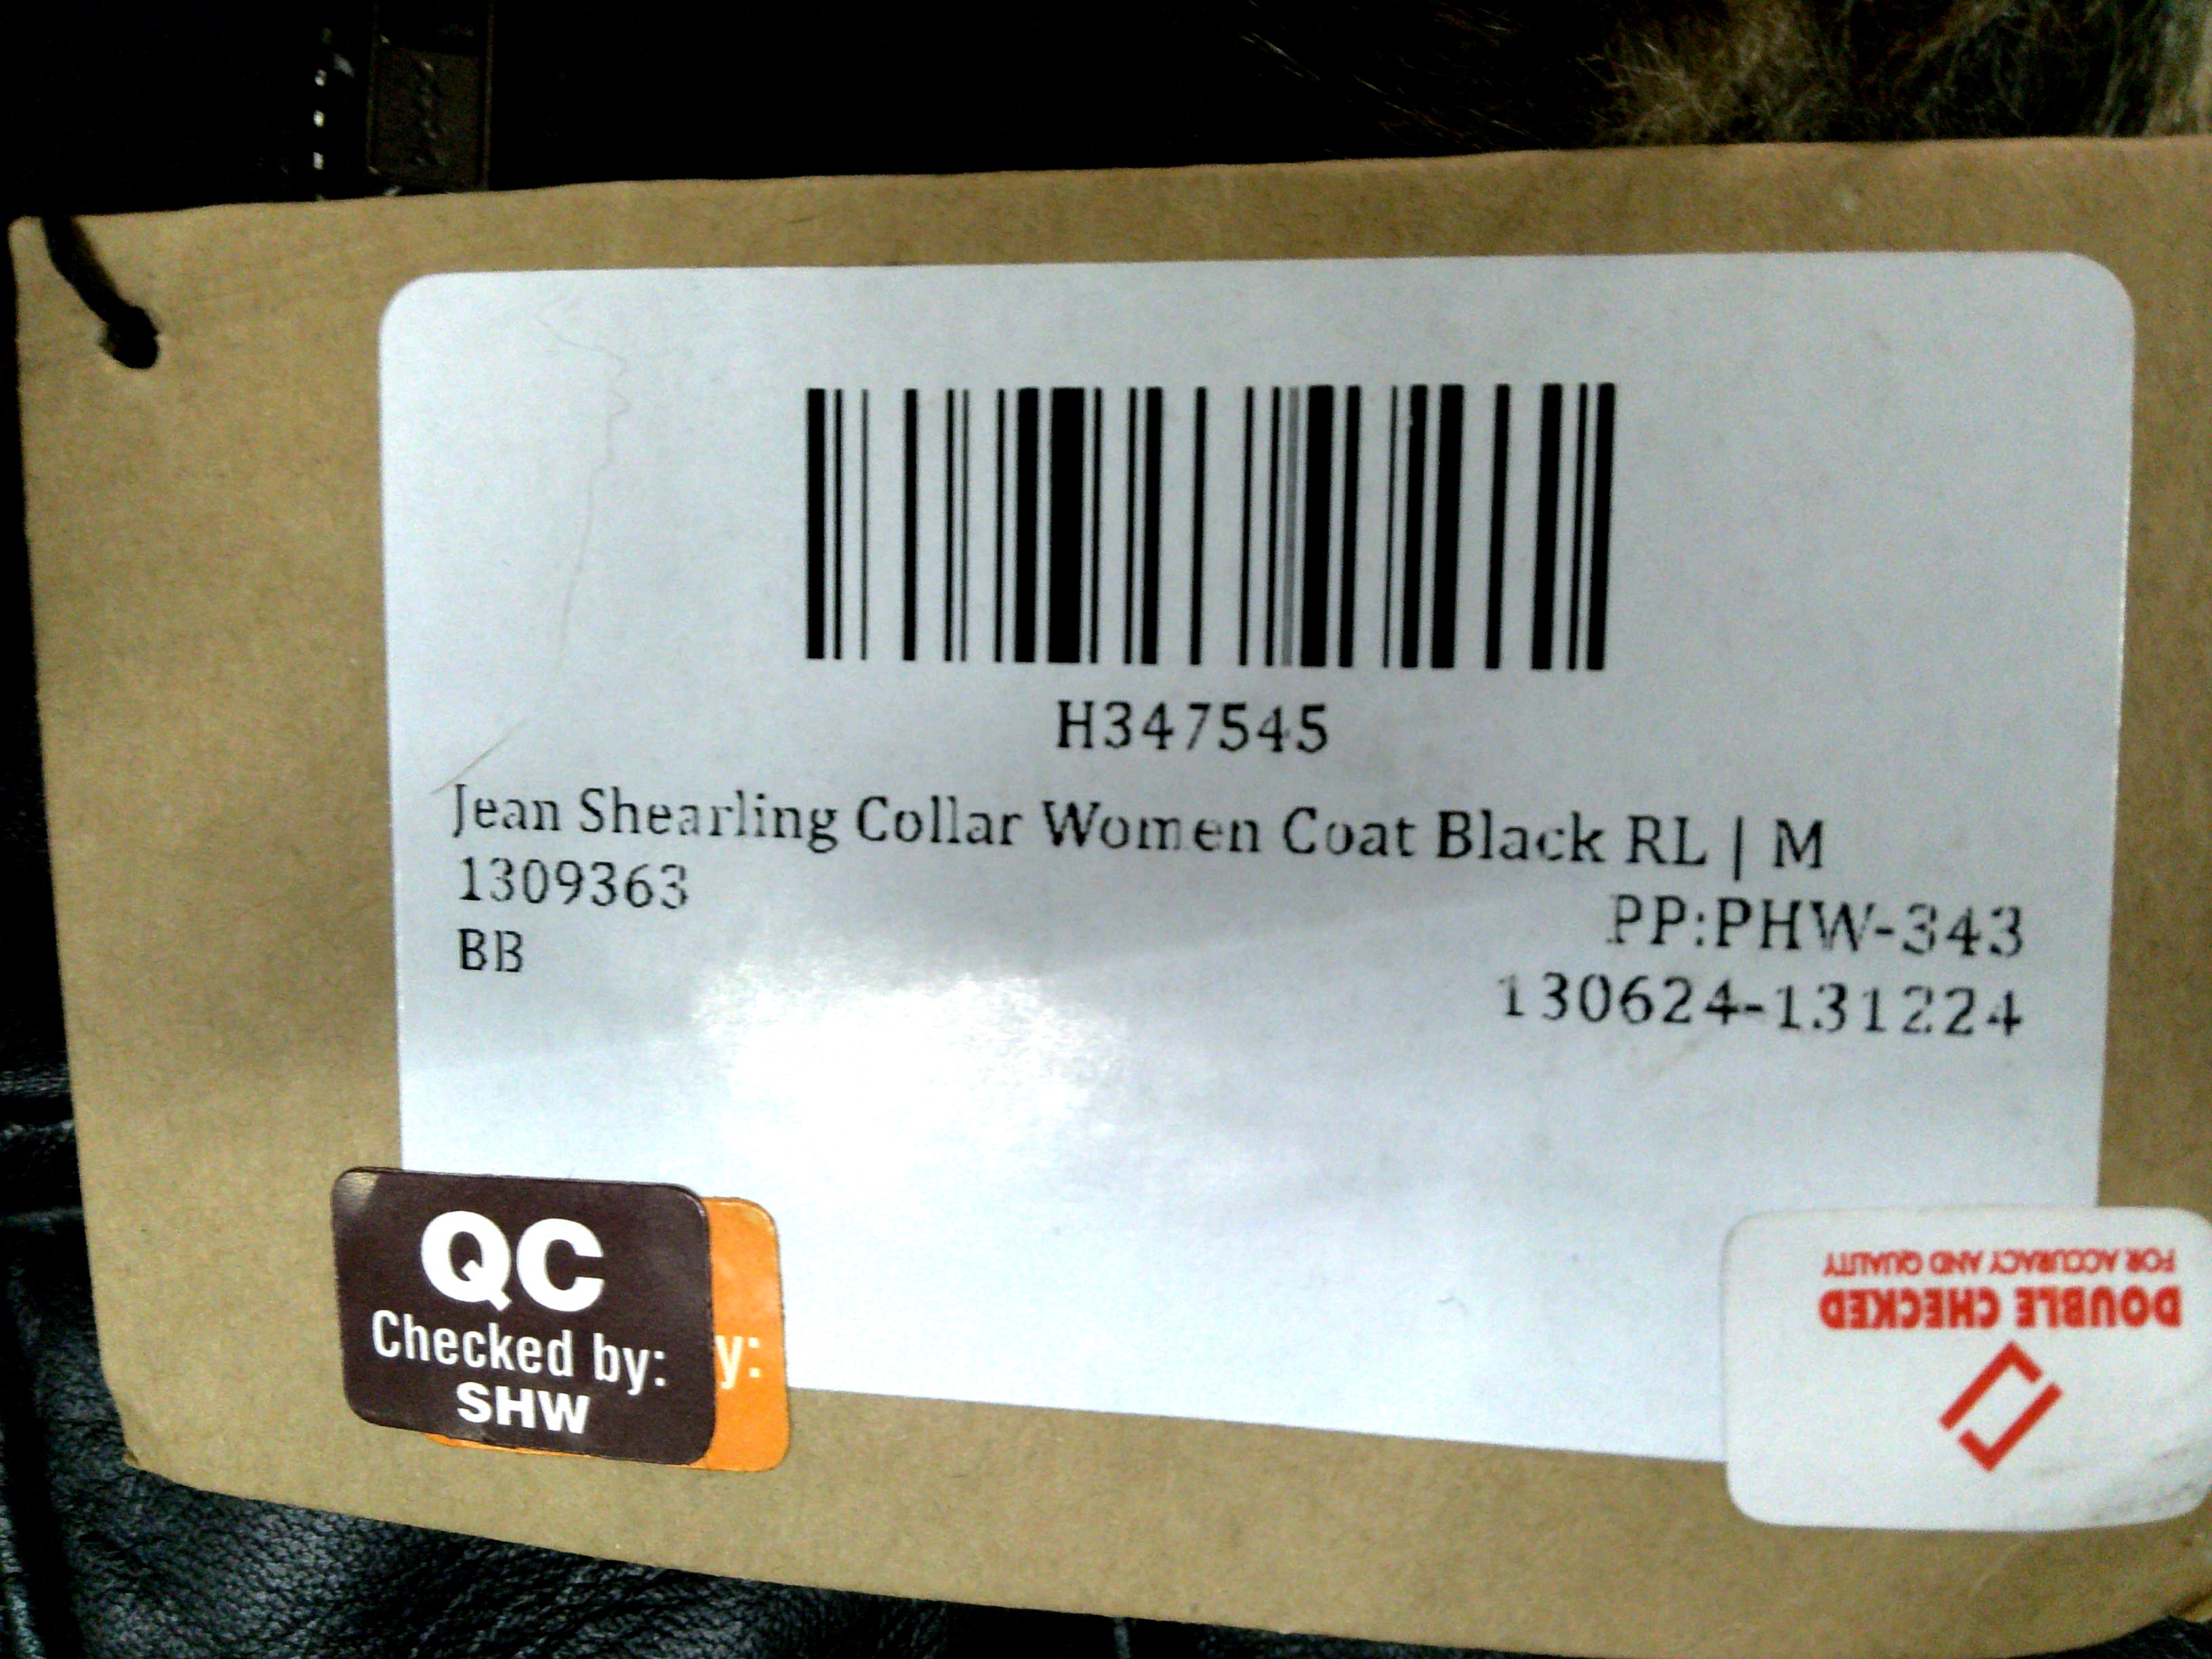 H347545
Jean Shearling Collar Women Coat Black RL | M
1309363
PP:PHW-343
BB
130624-131224
QC
Checked by:
SHW
y:
DOUBLE CHECKED
FOR ACCURACY AND QUALITY